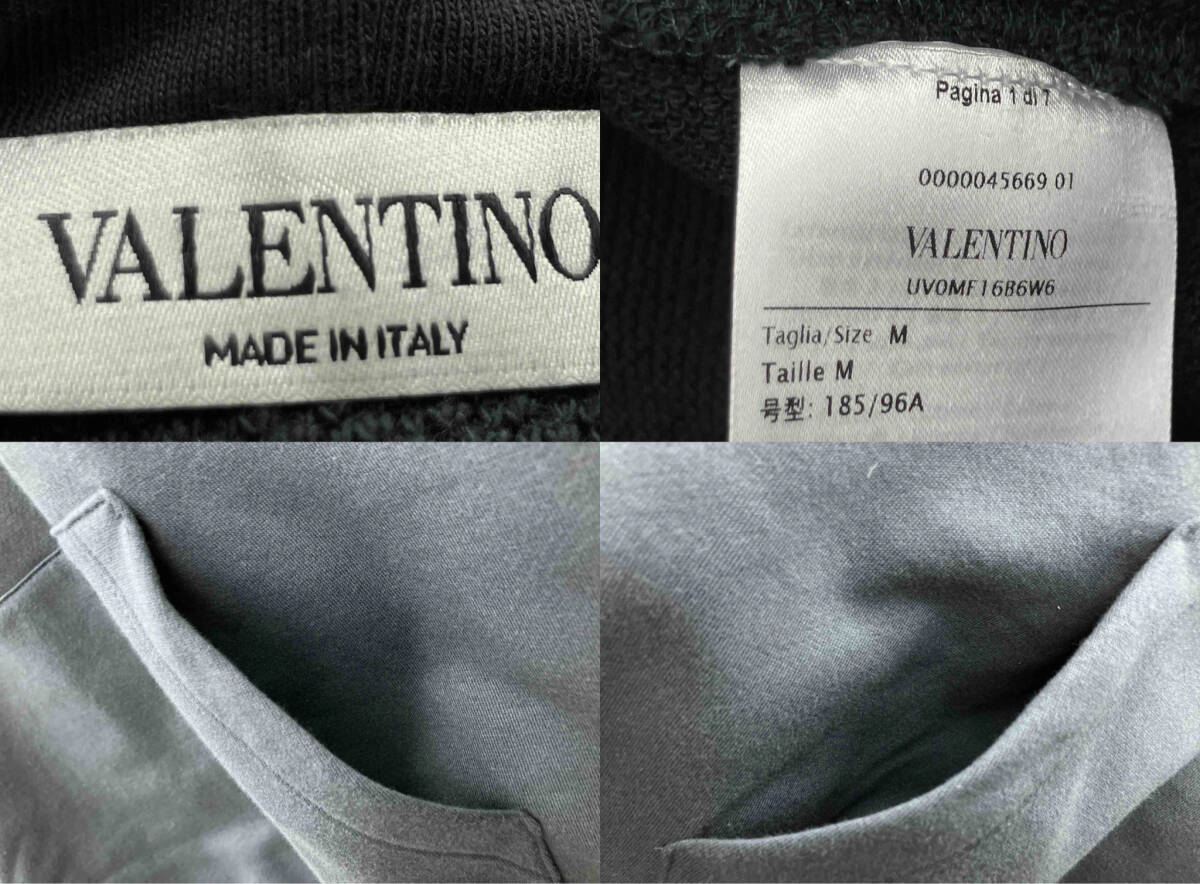 VALENTINO
MADE IN ITALY
Pagina 1 di 7
0000045669 01
VALENTINO
UV0MF16B6W6
Taglia/Size M
Taille M
号型: 185/96A